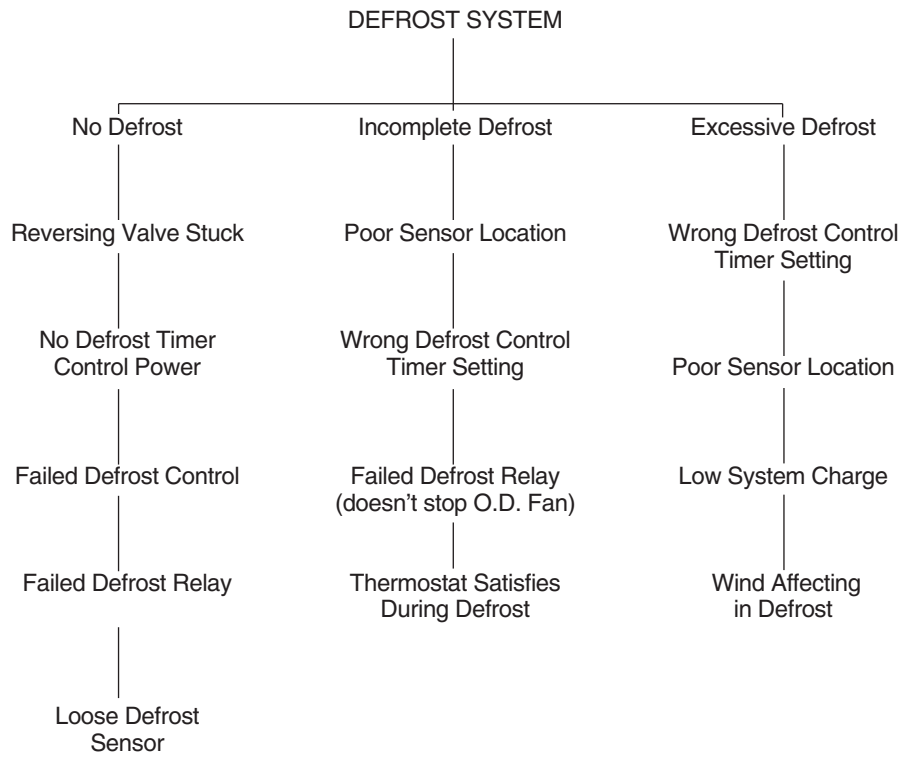 DEFROST SYSTEM
No Defrost
Incomplete Defrost
Excessive Defrost
Reversing Valve Stuck
Poor Sensor Location
Wrong Defrost Control
Timer Setting
No Defrost Timer
Control Power
Wrong Defrost Control
Timer Setting
Poor Sensor Location
Failed Defrost Control
Failed Defrost Relay
(doesn't stop O.D. Fan)
Low System Charge
Failed Defrost Relay
Thermostat Satisfies
During Defrost
Wind Affecting
in Defrost
Loose Defrost
Sensor